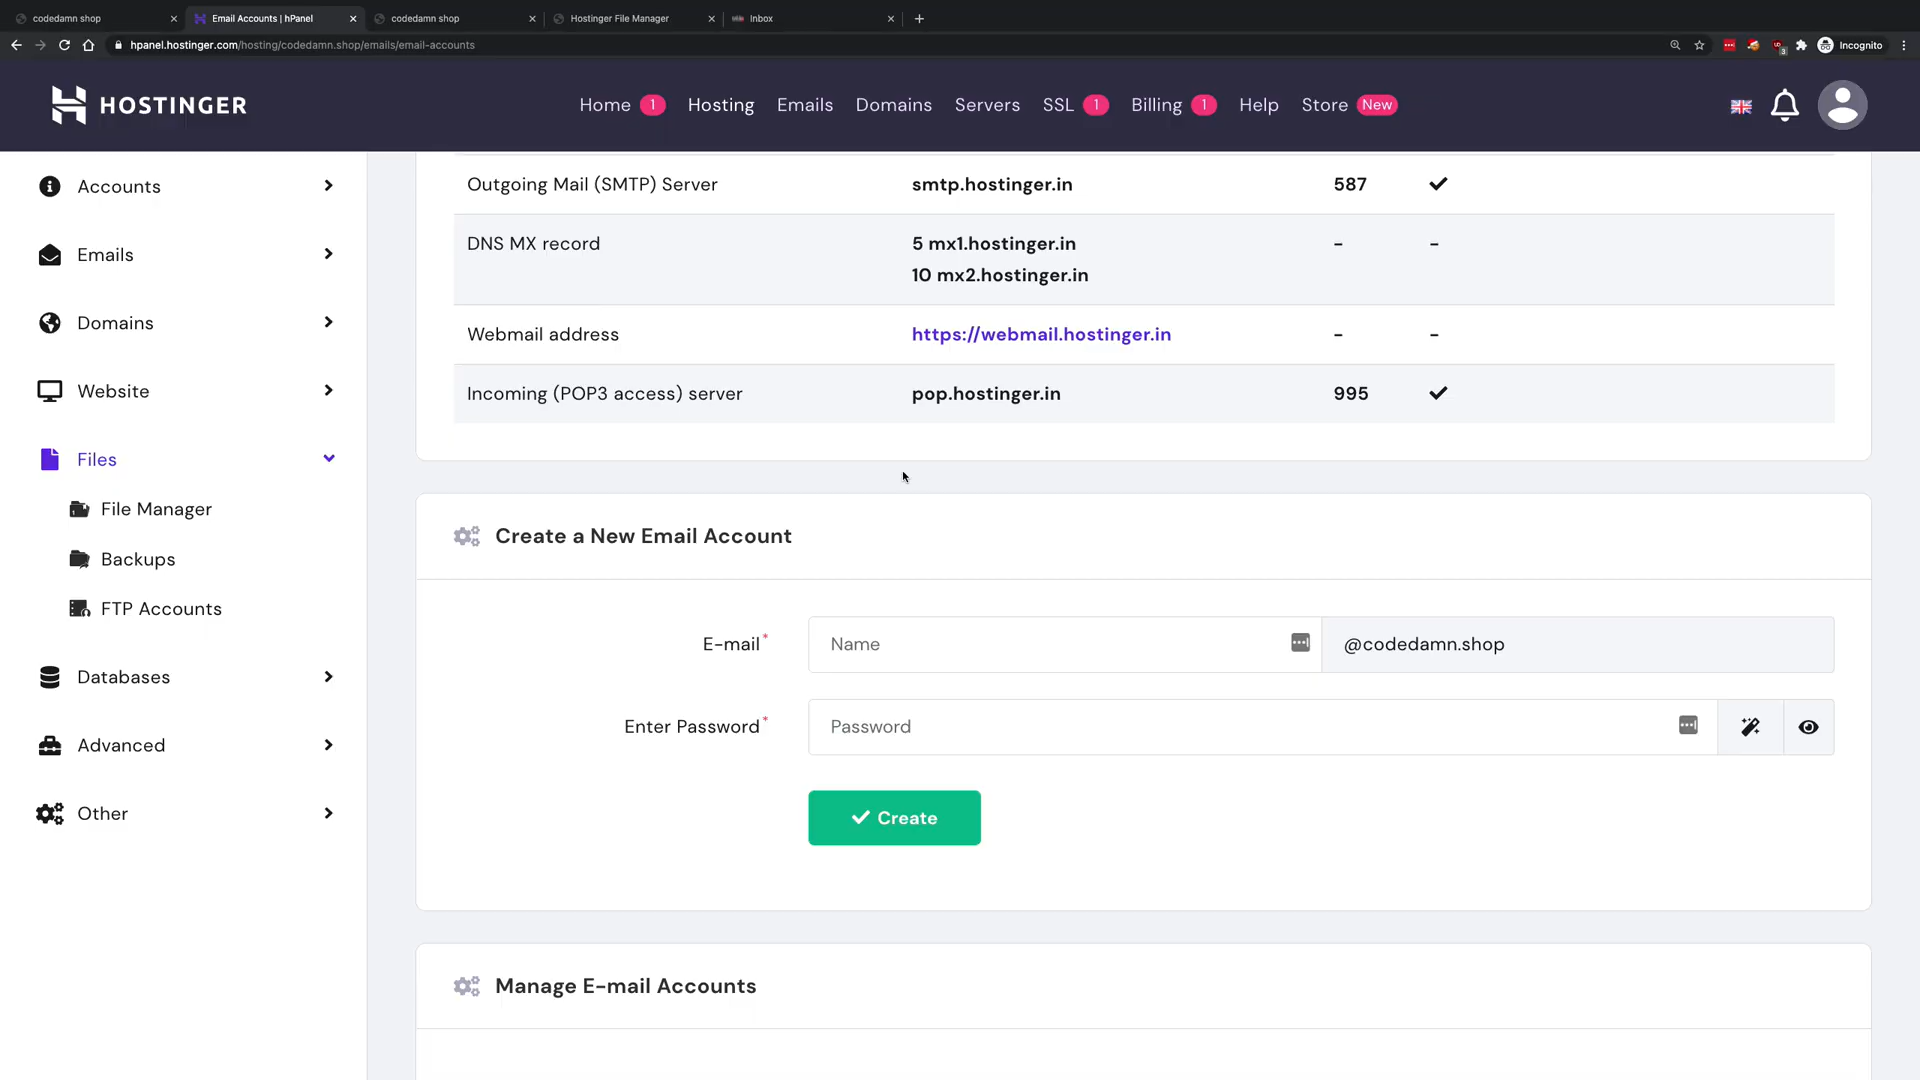 codedamn shop
Email Accounts | hPanel
codedamn shop
Hostinger File Manager
Inbox
hpanel.hostinger.com/hosting/codedamn.shop/emails/email-accounts
Incognito
HOSTINGER
Home 1
Hosting
Emails
Domains
Servers
SSL 1
Billing 1
Help
Store New
Accounts
Emails
Domains
Website
Files
File Manager
Backups
FTP Accounts
Databases
Advanced
Other
Outgoing Mail (SMTP) Server smtp.hostinger.in 587
DNS MX record 5 mx1.hostinger.in - -
10 mx2.hostinger.in
Webmail address https://webmail.hostinger.in - -
Incoming (POP3 access) server pop.hostinger.in 995
Create a New Email Account
E-mail* Name @codedamn.shop
Enter Password* Password
Create
Manage E-mail Accounts